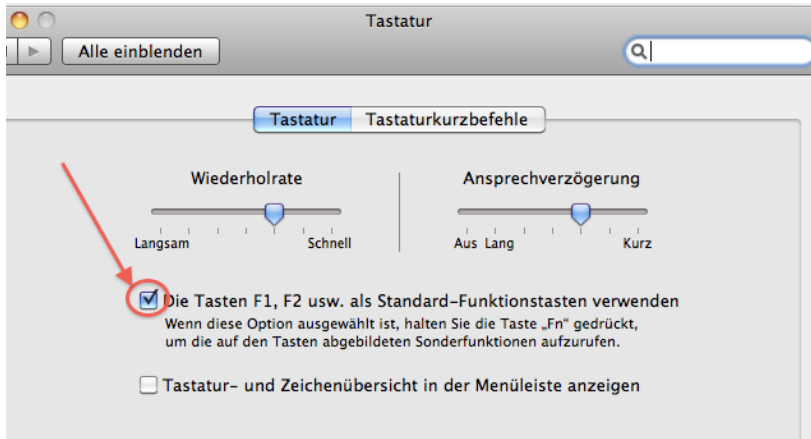 Tastatur
Alle einblenden
Tastatur Tastaturkurzbefehle
Wiederholrate Ansprechverzögerung
Langsam Schnell Aus Lang Kurz
Die Tasten F1, F2 usw. als Standard-Funktionstasten verwenden
Wenn diese Option ausgewählt ist, halten Sie die Taste „Fn“ gedrückt,
um die auf den Tasten abgebildeten Sonderfunktionen aufzurufen.
Tastatur- und Zeichenübersicht in der Menüleiste anzeigen